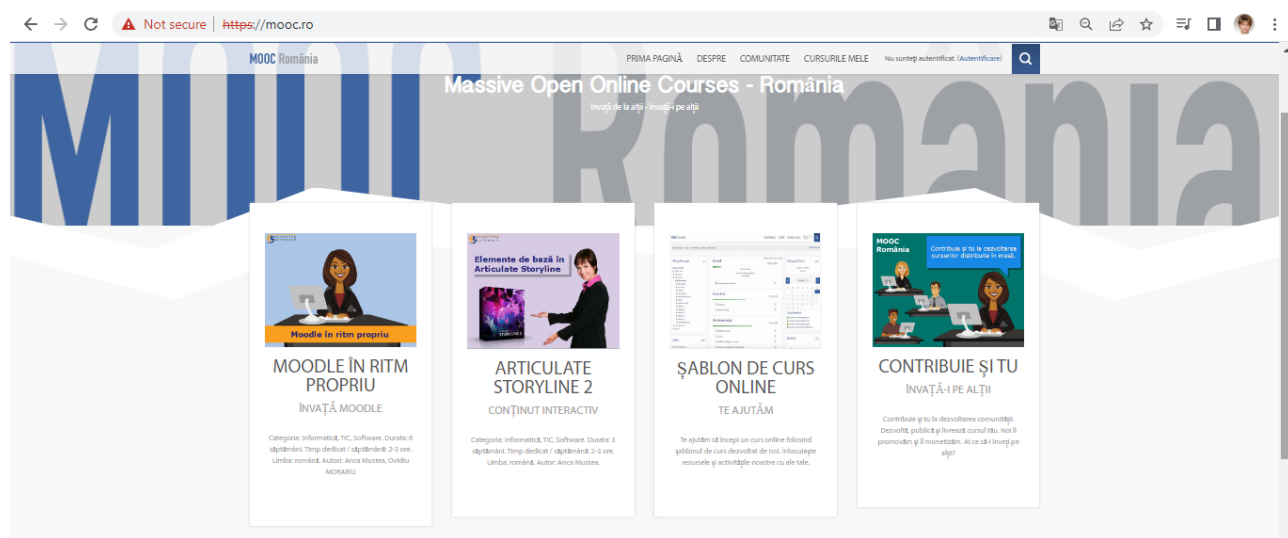 Not secure | https://mooc.ro
MOOC România
PRIMA PAGINĂ DESPRE COMUNITATE CURSURILE MELE Nu sunteţi autentificat. (Autentificare)
Massive Open Online Courses - România
Învață de la alții - Învață-i pe alții
MOOC Romania
Moodle în ritm propriu
MOODLE ÎN RITM
PROPRIU
ÎNVAȚĂ MOODLE
Categoria: Informatică, TIC, Software. Durata: 6
săptămâni. Timp dedicat / săptămână: 2-3 ore.
Limba: română. Autori: Anca Mustea, Ovidiu
MORARIU
Elemente de bază în
Articulate Storyline
ARTICULATE
STORYLINE 2
CONȚINUT INTERACTIV
Categoria: Informatică, TIC, Software. Durata: 3
săptămâni. Timp dedicat / săptămână: 2-3 ore.
Limba: română. Autor: Anca Mustea.
ȘABLON DE CURS
ONLINE
TE AJUTĂM
Te ajutăm să începi un curs online folosind
șablonul de curs dezvoltat de noi. Inlocuiește
resursele și activitățile noastre cu ale tale.
MOOC
România
Contribuie și tu la dezvoltarea
cursurilor distribuite în masă.
CONTRIBUIE ȘI TU
ÎNVAȚĂ-I PE ALȚII
Contribuie și tu la dezvoltarea comunității.
Dezvoltă, publică și livrează cursul tău. Noi îl
promovăm și îl monetizăm. Ai ce să-i înveți pe
alții?